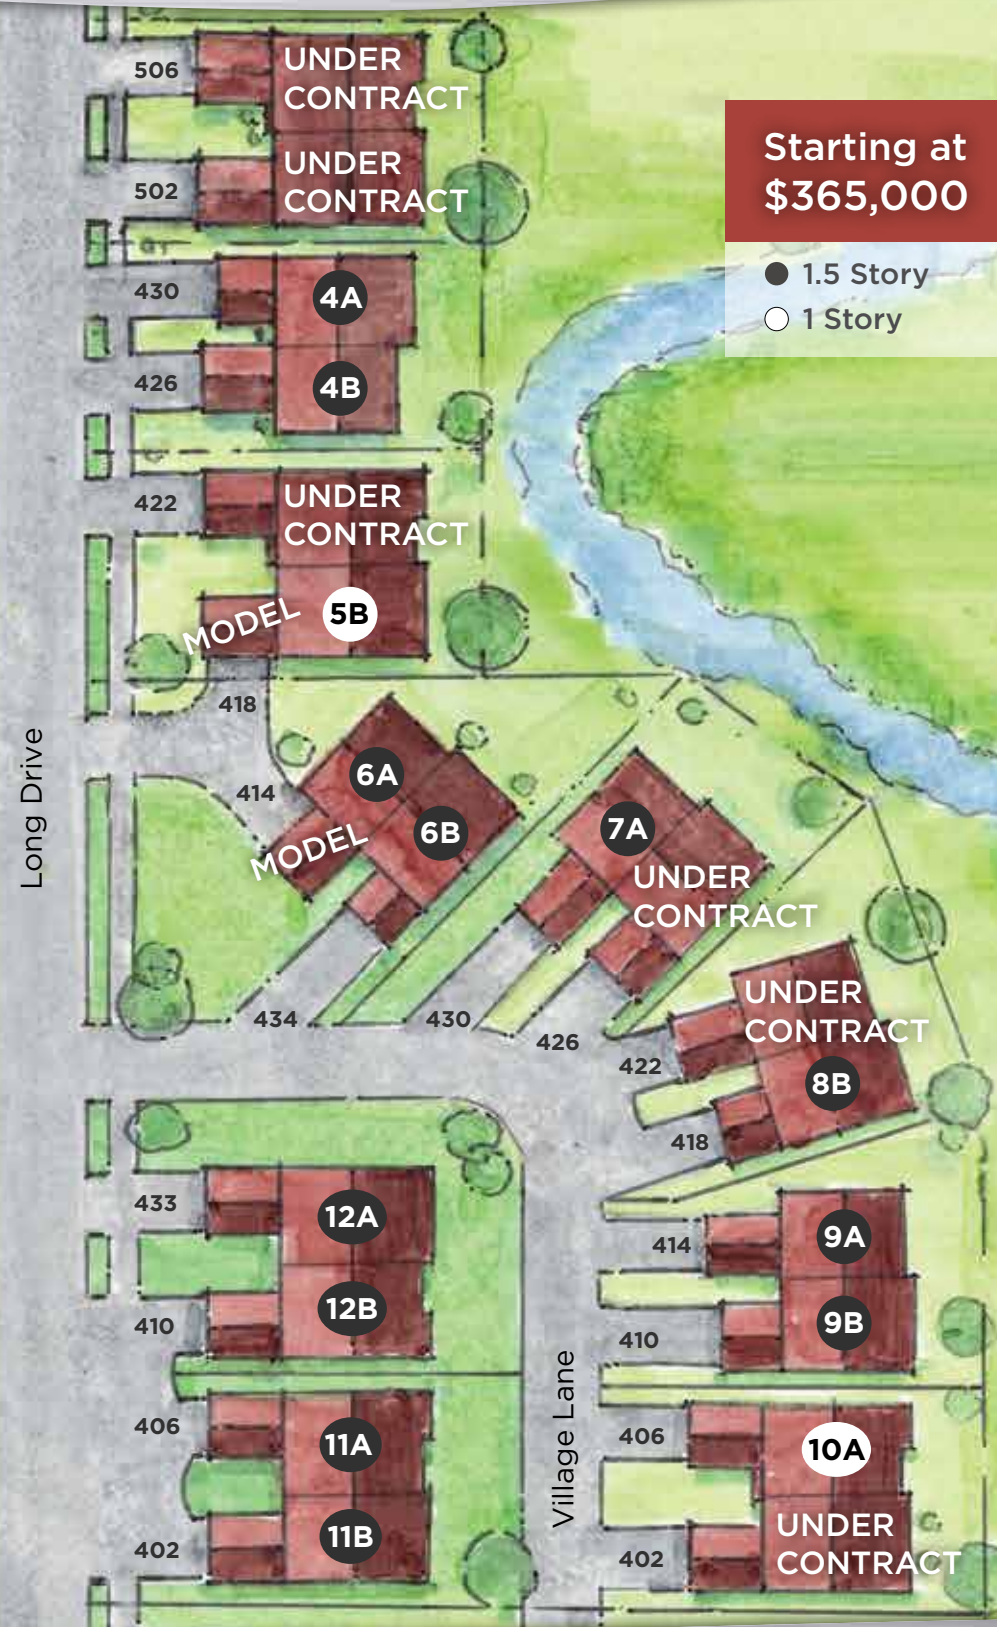 506
UNDER
CONTRACT
502
UNDER
CONTRACT
Starting at
$365,000
1.5 Story
1 Story
430
4A
426
4B
422
UNDER
CONTRACT
MODEL
5B
418
Long Drive
414
6A
MODEL
6B
7A
UNDER
CONTRACT
434
430
426
UNDER
CONTRACT
422
8B
418
433
12A
410
12B
414
9A
410
9B
Village Lane
406
11A
402
11B
406
10A
402
UNDER
CONTRACT